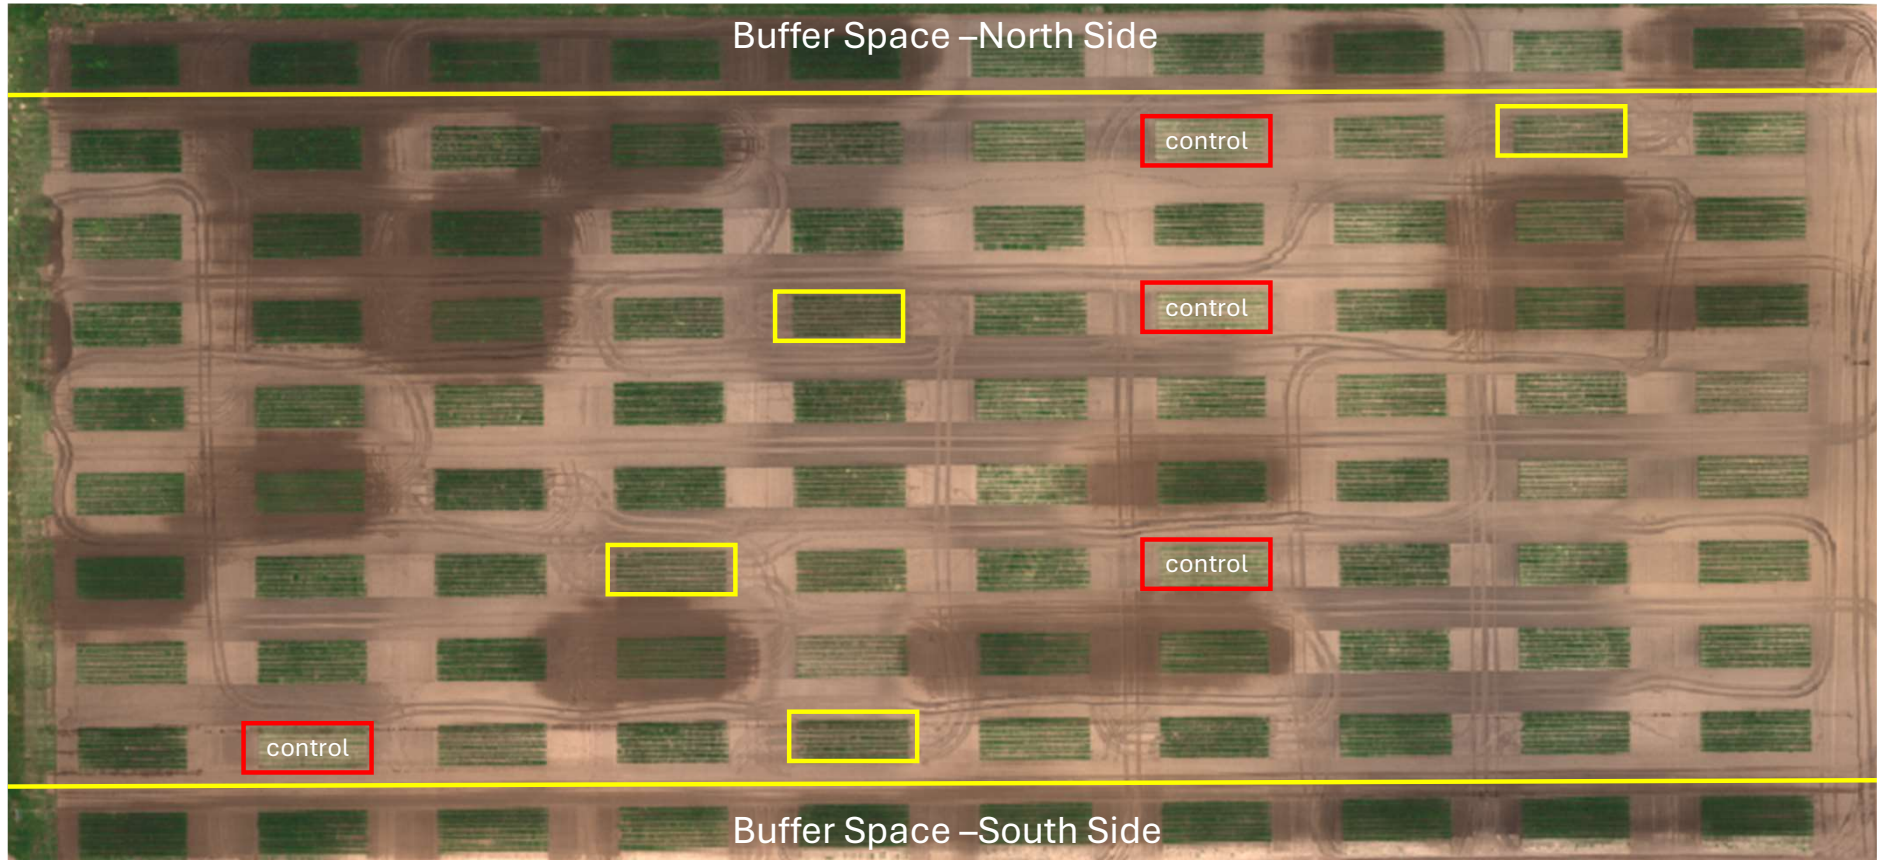 Buffer Space –North Side
control
control
control
control
Buffer Space –South Side